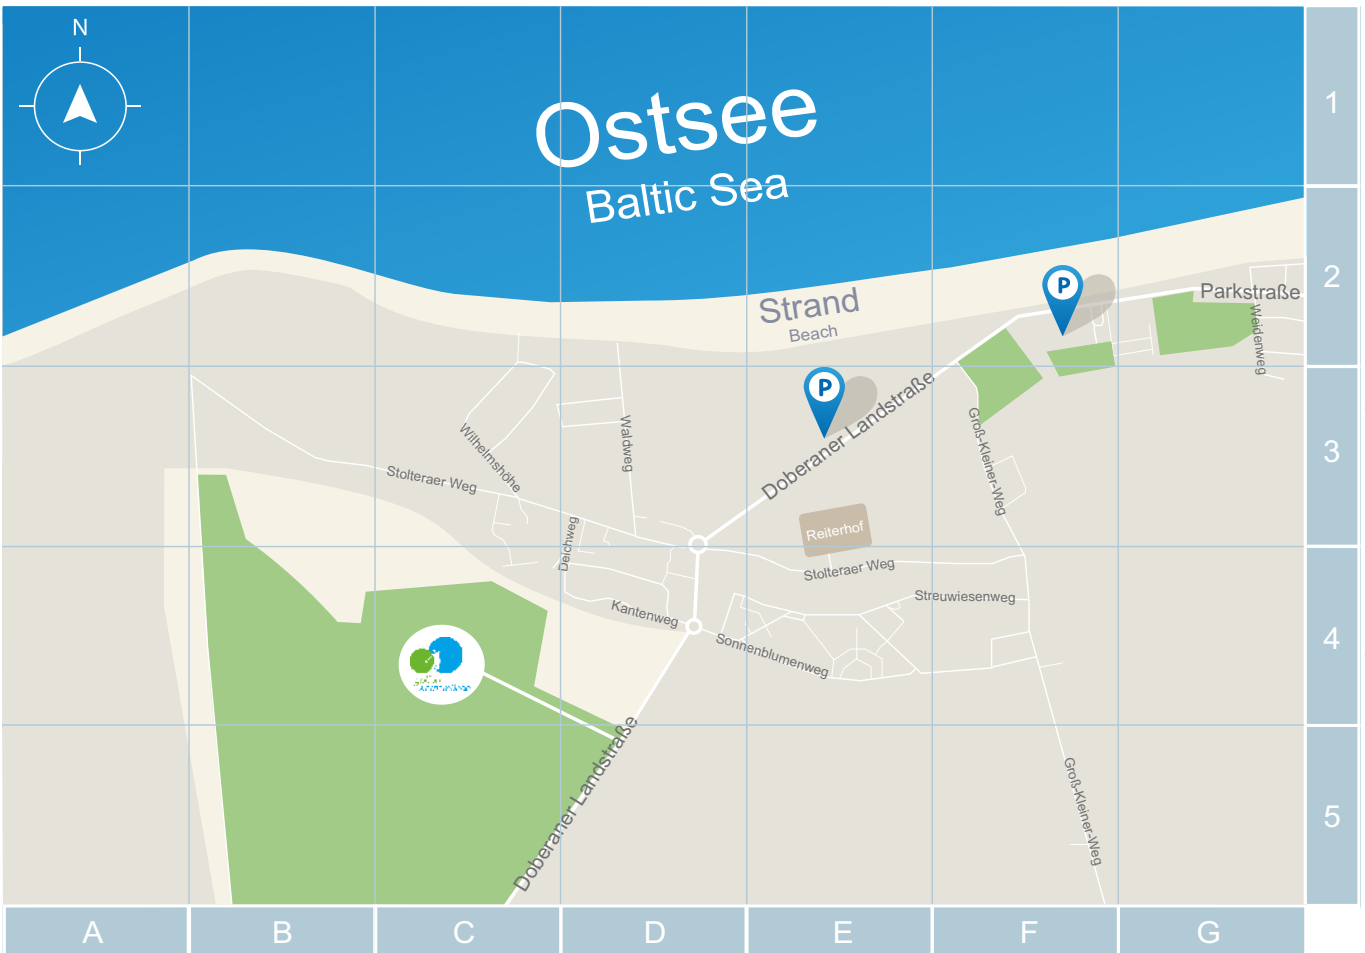 N
Ostsee
Baltic Sea
1
2
3
4
5
Strand
Beach
P
P
Parkstraße
Weidenweg
Doberaner Landstraße
Groß-Kleiner-Weg
Wilhelmshöhe
Waldweg
Stolteraer Weg
Deichweg
Reiterhof
Stolteraer Weg
Streuwiesenweg
Kantenweg
Sonnenblumenweg
Doberaner Landstraße
Groß-Kleiner-Weg
A
B
C
D
E
F
G